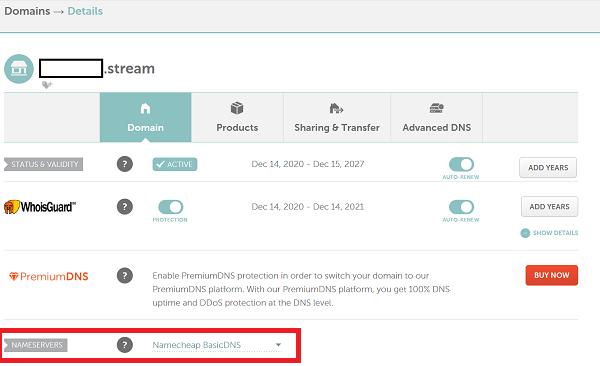 Domains → Details
.stream
Domain
Products
Sharing & Transfer
Advanced DNS
STATUS & VALIDITY ? ACTIVE Dec 14, 2020 - Dec 15, 2027 AUTO-RENEW ADD YEARS
WhoisGuard™ ? PROTECTION Dec 14, 2020 - Dec 14, 2021 AUTO-RENEW ADD YEARS
SHOW DETAILS
PremiumDNS ? Enable PremiumDNS protection in order to switch your domain to our
PremiumDNS platform. With our PremiumDNS platform, you get 100% DNS
uptime and DDoS protection at the DNS level.
BUY NOW
NAMESERVERS ? Namecheap BasicDNS